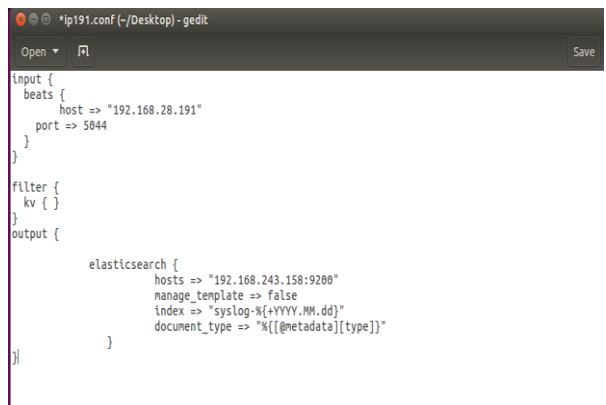 *ip191.conf (~/Desktop) - gedit
Open Save
input {
beats {
host => "192.168.28.191"
port => 5044
}
}
filter {
kv { }
}
output {
elasticsearch {
hosts => "192.168.243.158:9200"
manage_template => false
index => "syslog-%{+YYYY.MM.dd}"
document_type => "%{[@metadata][type]}"
}
}